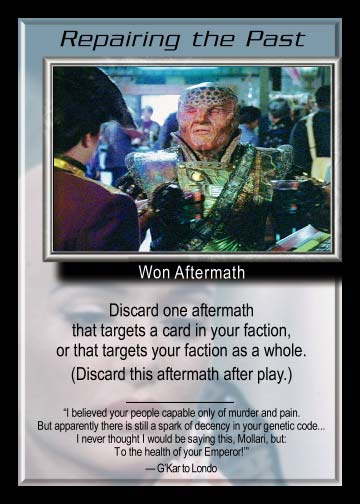 Repairing the Past
Won Aftermath
Discard one aftermath
that targets a card in your faction,
or that targets your faction as a whole.
(Discard this aftermath after play.)
“I believed your people capable only of murder and pain.
But apparently there is still a spark of decency in your genetic code...
I never thought I would be saying this, Mollari, but:
To the health of your Emperor!’”
— G’Kar to Londo